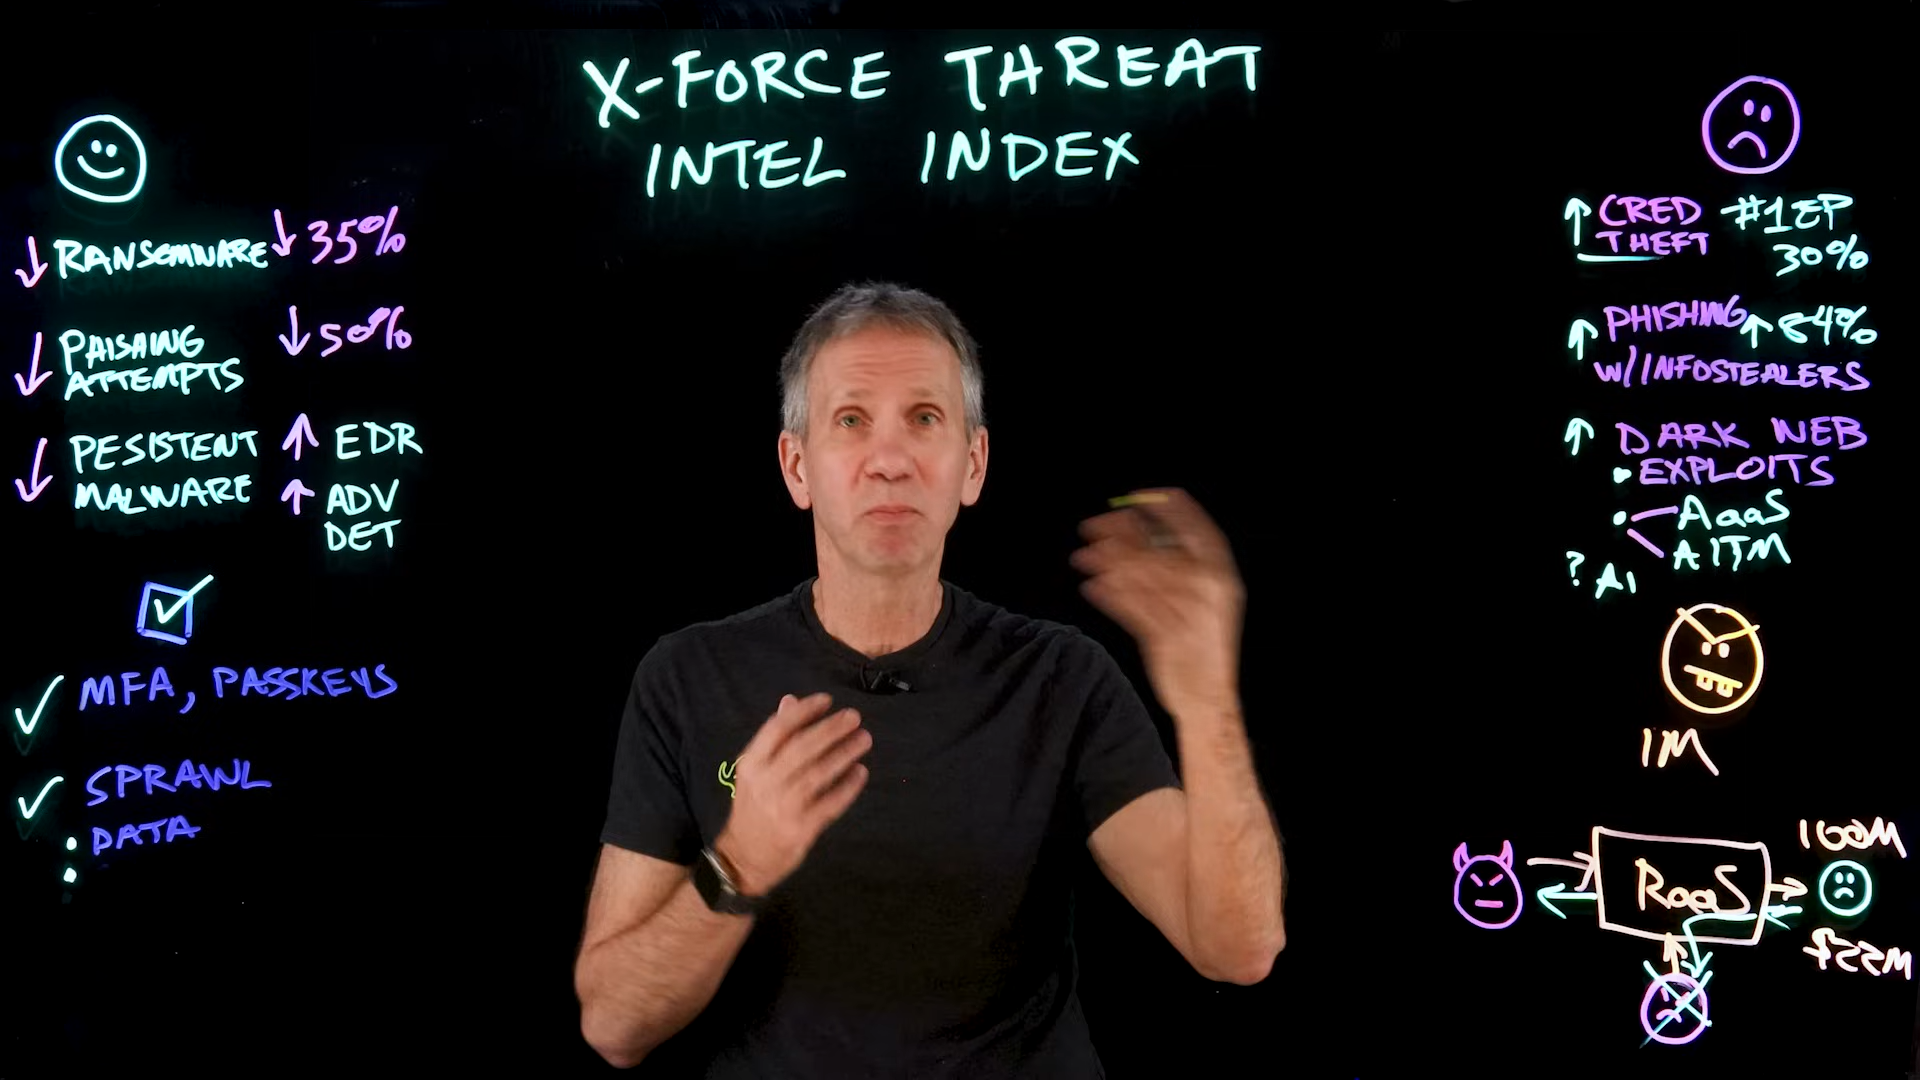 X-FORCE THREAT
INTEL INDEX
↓ RANSOMWARE ↓ 35%
↓ PHISHING ↓ 50%
ATTEMPTS
↓ PESISTENT ↑ EDR
MALWARE ↑ ADV
DET
✓ MFA, PASSKEYS
✓ SPRAWL
• DATA
•
↑ CRED #1 EP
THEFT 30%
↑ PHISHING ↑ 84%
W/INFOSTEALERS
↑ DARK WEB
• EXPLOITS
• AaaS
AITM
? AI
1M
100M
RaaS
$22M